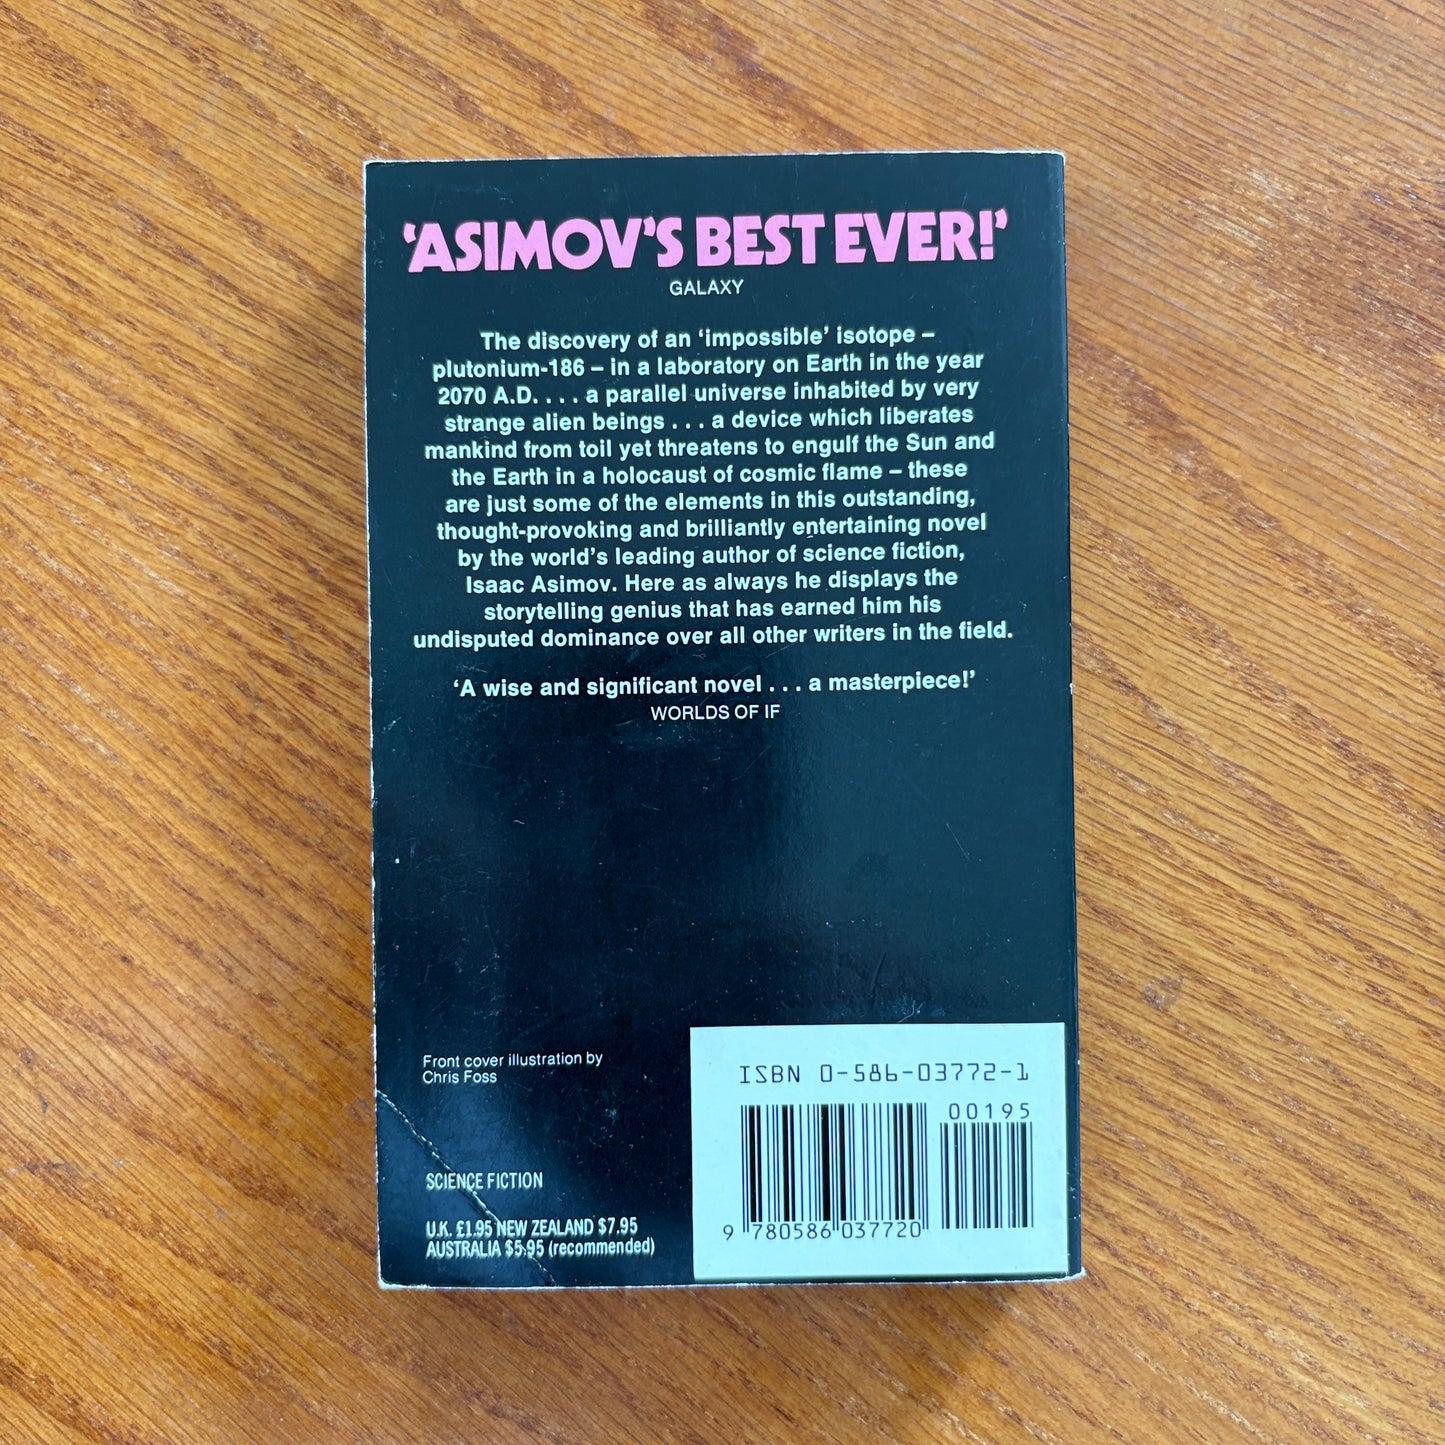 ‘ASIMOV’S BEST EVER!’
GALAXY
The discovery of an ‘impossible’ isotope –
plutonium-186 – in a laboratory on Earth in the year
2070 A.D. . . . a parallel universe inhabited by very
strange alien beings . . . a device which liberates
mankind from toil yet threatens to engulf the Sun and
the Earth in a holocaust of cosmic flame – these
are just some of the elements in this outstanding,
thought-provoking and brilliantly entertaining novel
by the world’s leading author of science fiction,
Isaac Asimov. Here as always he displays the
storytelling genius that has earned him his
undisputed dominance over all other writers in the field.
‘A wise and significant novel . . . a masterpiece!’
WORLDS OF IF
Front cover illustration by
Chris Foss
SCIENCE FICTION
U.K. £1.95 NEW ZEALAND $7.95
AUSTRALIA $5.95 (recommended)
ISBN 0-586-03772-1
00195
9 780586 037720